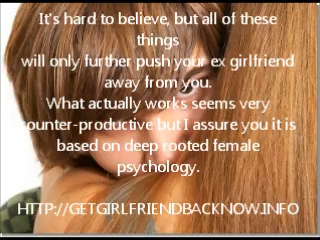 It's hard to believe, but all of these
things
will only further push your ex girlfriend
away from you.
What actually works seems very
counter-productive but I assure you it is
based on deep rooted female
psychology.
HTTP://GETGIRLFRIENDBACKNOW.INFO